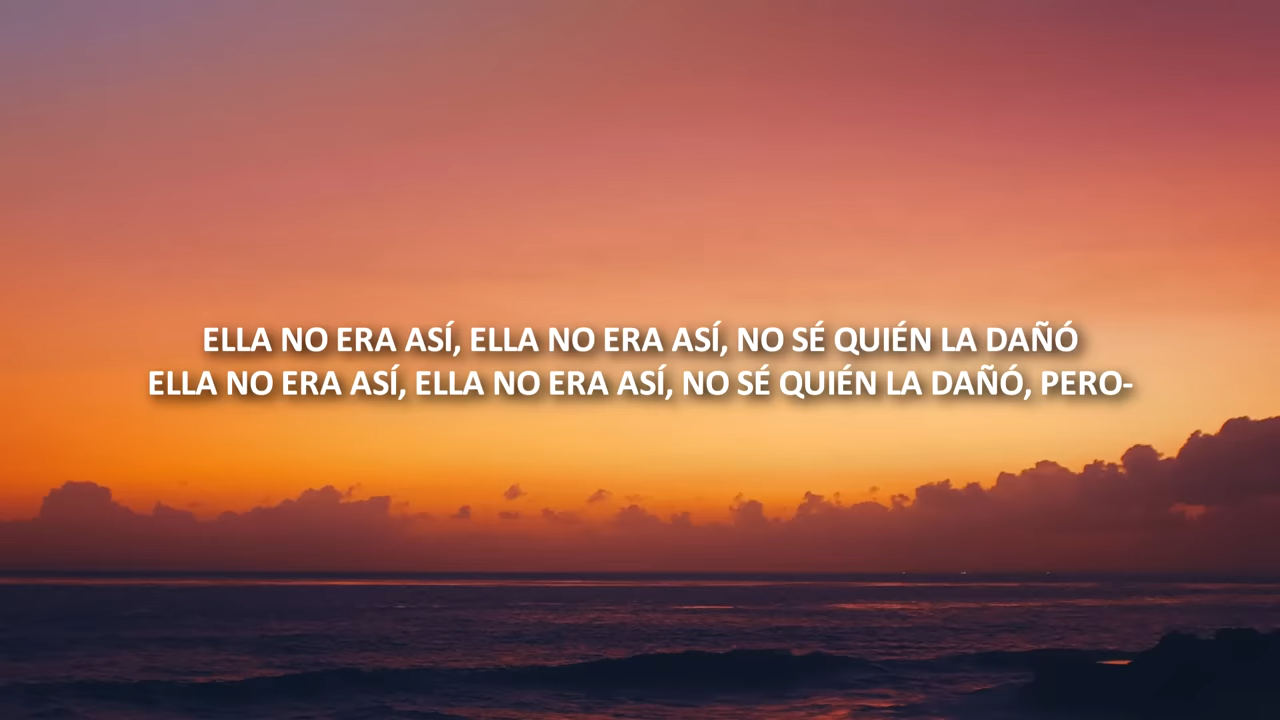 ELLA NO ERA ASÍ, ELLA NO ERA ASÍ, NO SÉ QUIÉN LA DAÑÓ
ELLA NO ERA ASÍ, ELLA NO ERA ASÍ, NO SÉ QUIÉN LA DAÑÓ, PERO-